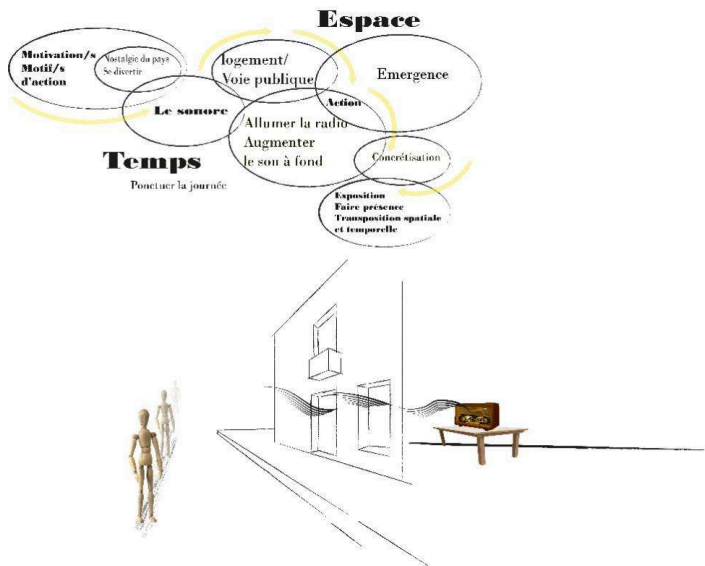 Espace
Motivation/s
Motif/s
d'action
Nostalgie du pays
Se divertir
logement/
Voie publique
Emergence
Le sonore
Action
Allumer la radio
Augmenter
le son à fond
Temps
Ponctuer la journée
Concrétisation
Exposition
Faire présence
Transposition spatiale
et temporelle